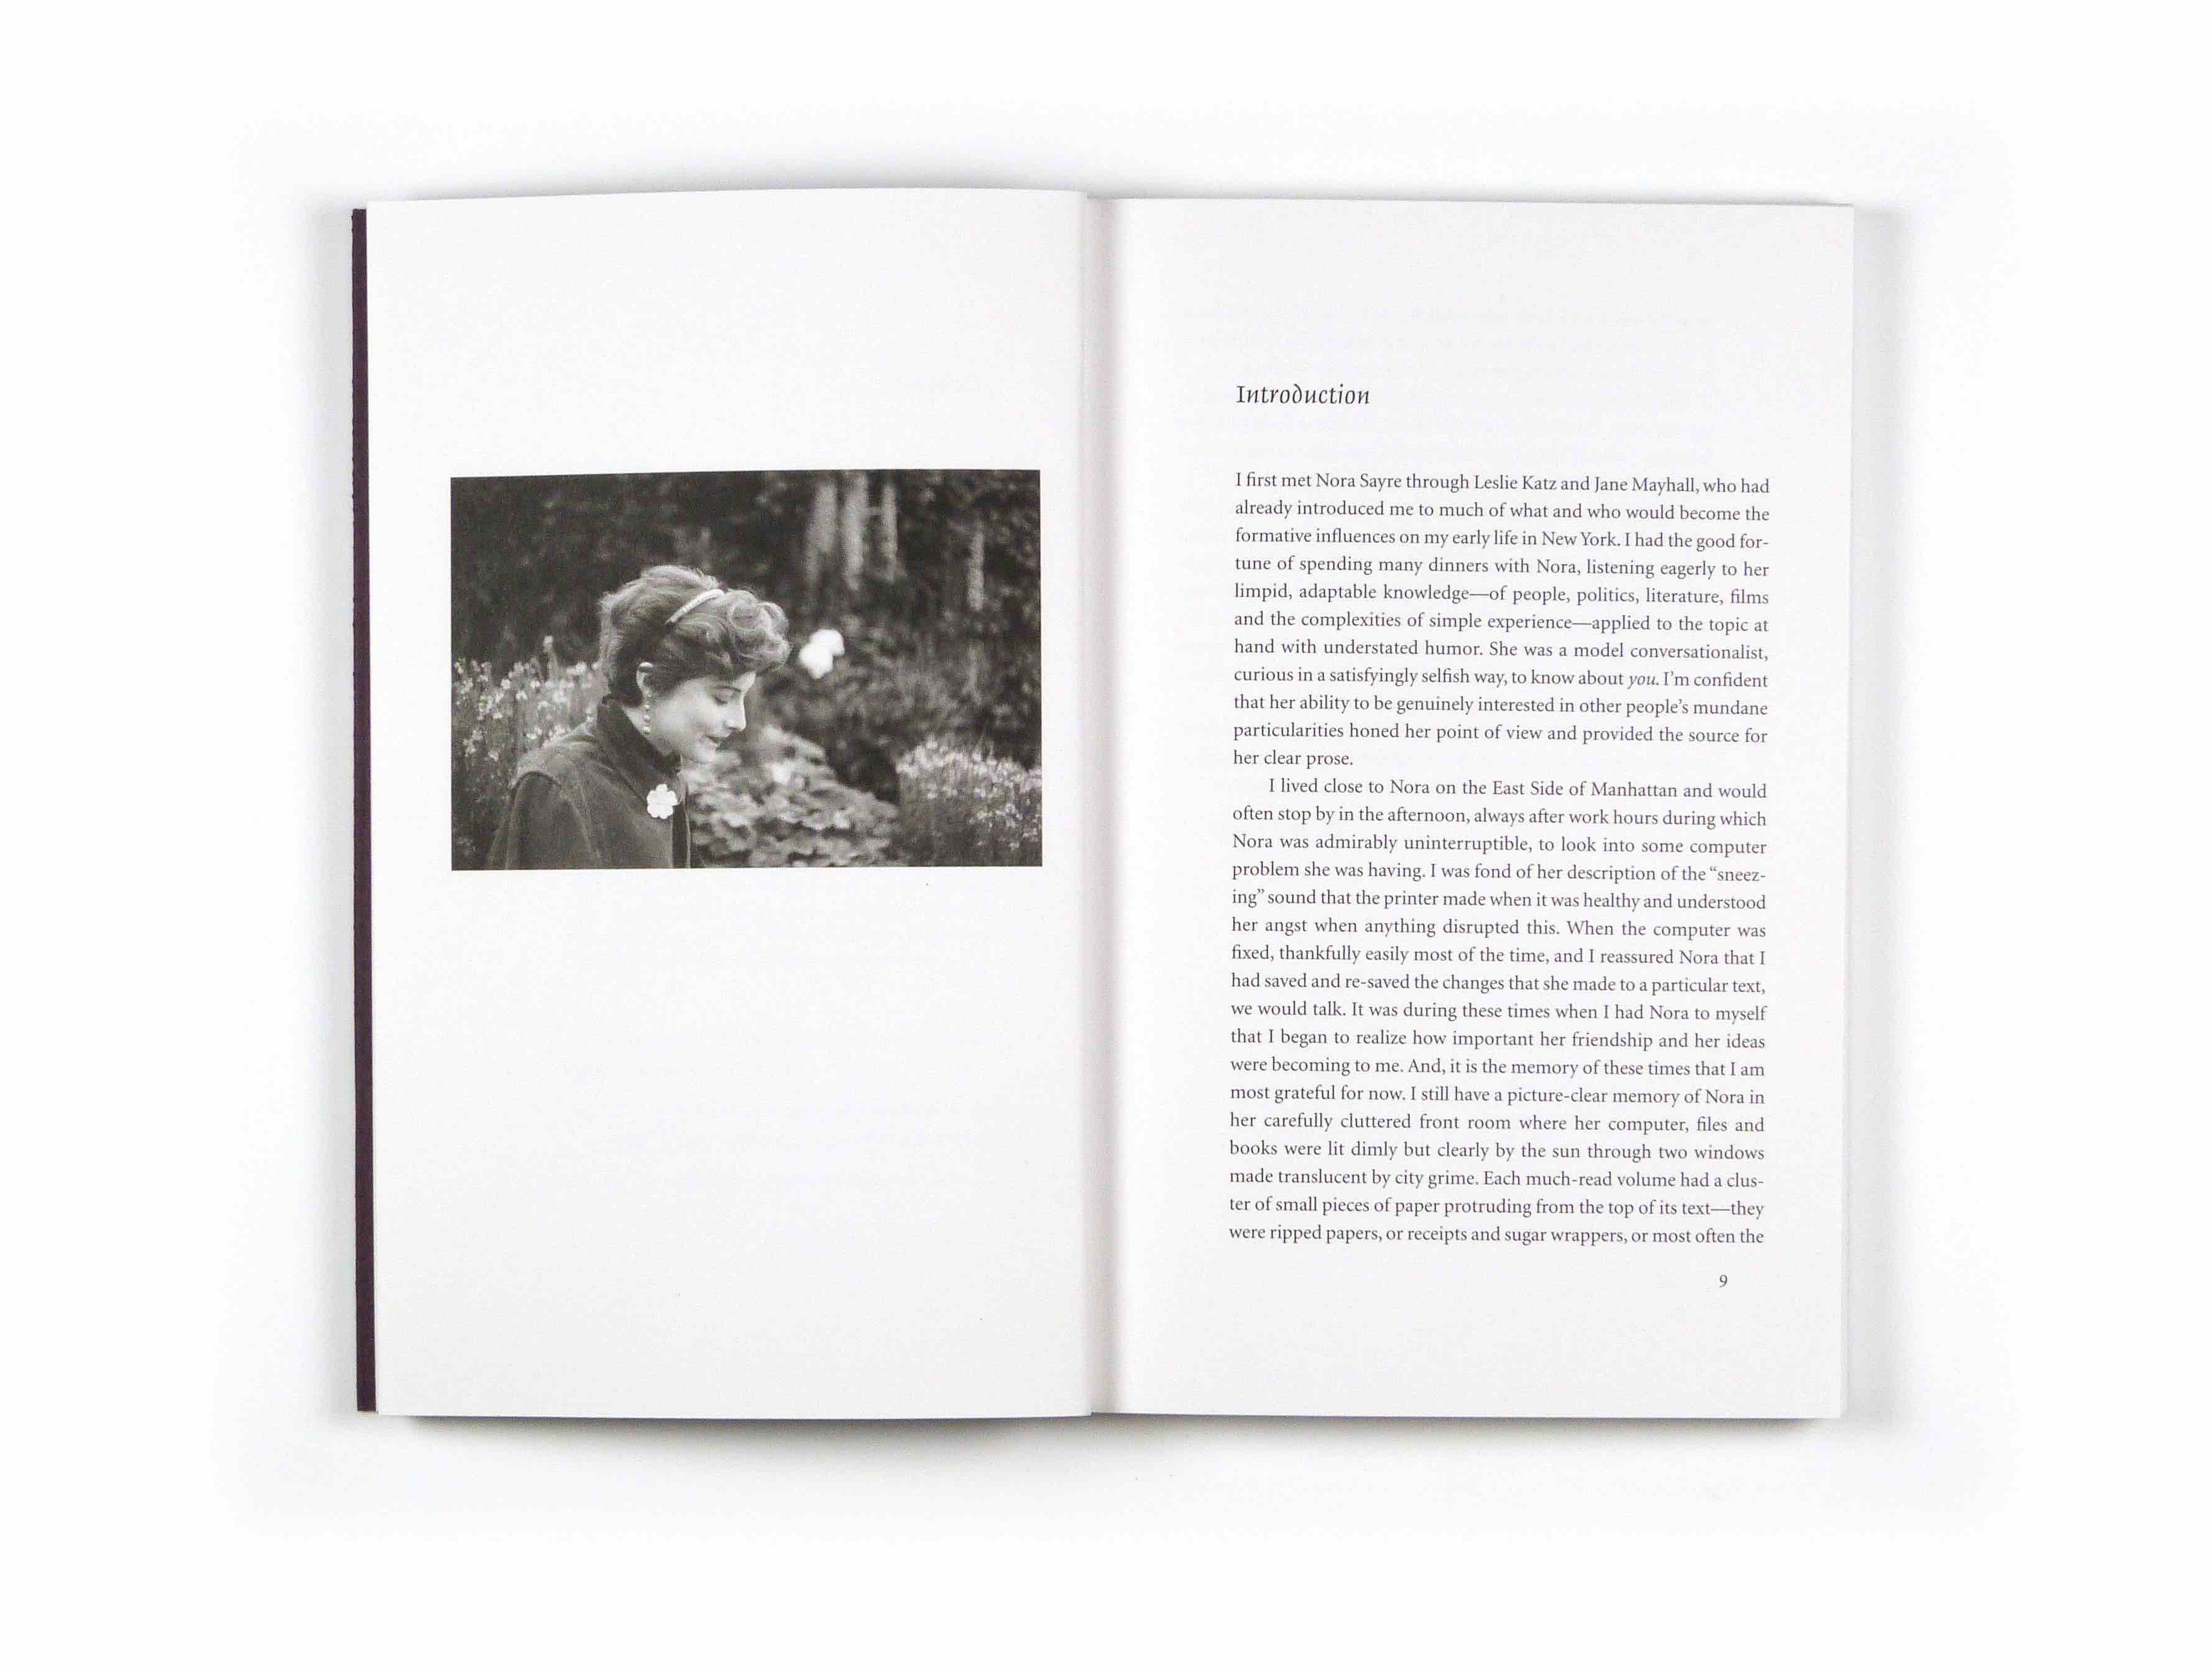 Introduction
I first met Nora Sayre through Leslie Katz and Jane Mayhall, who had
already introduced me to much of what and who would become the
formative influences on my early life in New York. I had the good for-
tune of spending many dinners with Nora, listening eagerly to her
limpid, adaptable knowledge—of people, politics, literature, films
and the complexities of simple experience—applied to the topic at
hand with understated humor. She was a model conversationalist,
curious in a satisfyingly selfish way, to know about you. I’m confident
that her ability to be genuinely interested in other people’s mundane
particularities honed her point of view and provided the source for
her clear prose.
I lived close to Nora on the East Side of Manhattan and would
often stop by in the afternoon, always after work hours during which
Nora was admirably uninterruptible, to look into some computer
problem she was having. I was fond of her description of the “sneez-
ing” sound that the printer made when it was healthy and understood
her angst when anything disrupted this. When the computer was
fixed, thankfully easily most of the time, and I reassured Nora that I
had saved and re-saved the changes that she made to a particular text,
we would talk. It was during these times when I had Nora to myself
that I began to realize how important her friendship and her ideas
were becoming to me. And, it is the memory of these times that I am
most grateful for now. I still have a picture-clear memory of Nora in
her carefully cluttered front room where her computer, files and
books were lit dimly but clearly by the sun through two windows
made translucent by city grime. Each much-read volume had a clus-
ter of small pieces of paper protruding from the top of its text—they
were ripped papers, or receipts and sugar wrappers, or most often the
9